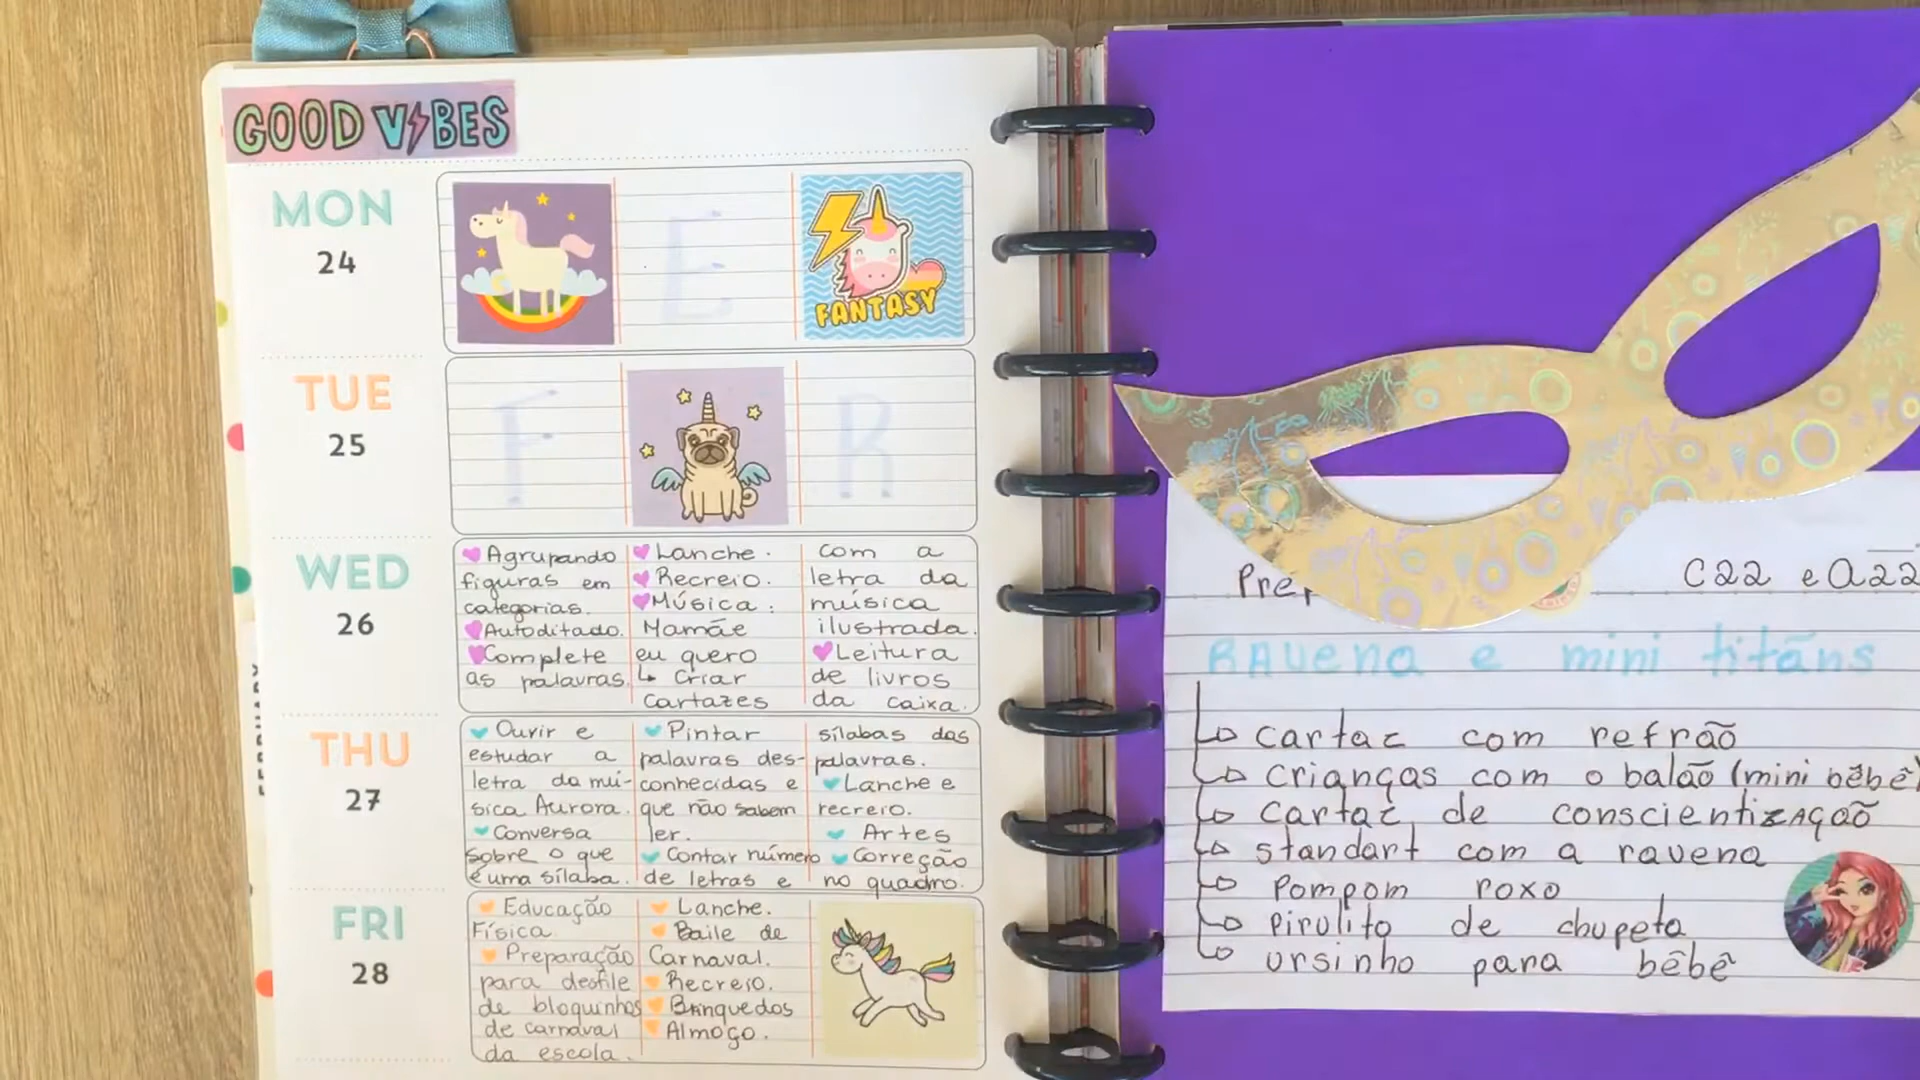 GOOD VIBES
MON
24
E
FANTASY
TUE
25
F
R
WED
26
Agrupando
figuras em
categorias.
Autoditado.
Complete
as palavras.
Lanche.
Recreio.
Música:
Mamãe
eu quero
↳ Criar
cartazes
com a
letra da
música
ilustrada.
Leitura
de livros
da caixa.
THU
27
Ouvir e
estudar a
letra da mú-
sica Aurora.
Conversa
sobre o que
é uma sílaba.
Pintar
palavras des-
conhecidas e
que não sabem
ler.
Contar número
de letras e
sílabas das
palavras.
Lanche e
recreio.
Artes
Correção
no quadro.
FRI
28
Educação
Física.
Preparação
para desfile
de bloquinhos
de carnaval
da escola.
Lanche.
Baile de
Carnaval.
Recreio.
Brinquedos
Almoço.
C22 e A22
RAVENA e mini titãns
cartaz com refrão
crianças com o balão (mini bêbê)
cartaz de conscientização
standart com a ravena
pompom roxo
pirulito de chupeta
ursinho para bêbê